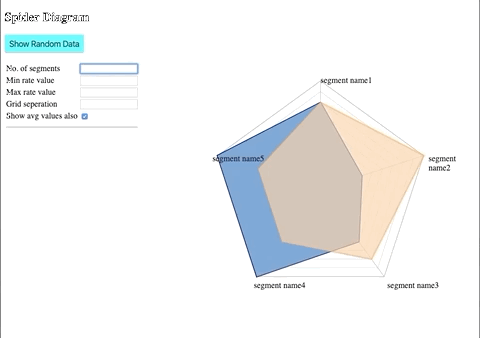 Spider Diagram
Show Random Data
No. of segments
Min rate value
Max rate value
Grid seperation
Show avg values also
segment name1
segment
name2
segment name5
segment name4
segment name3